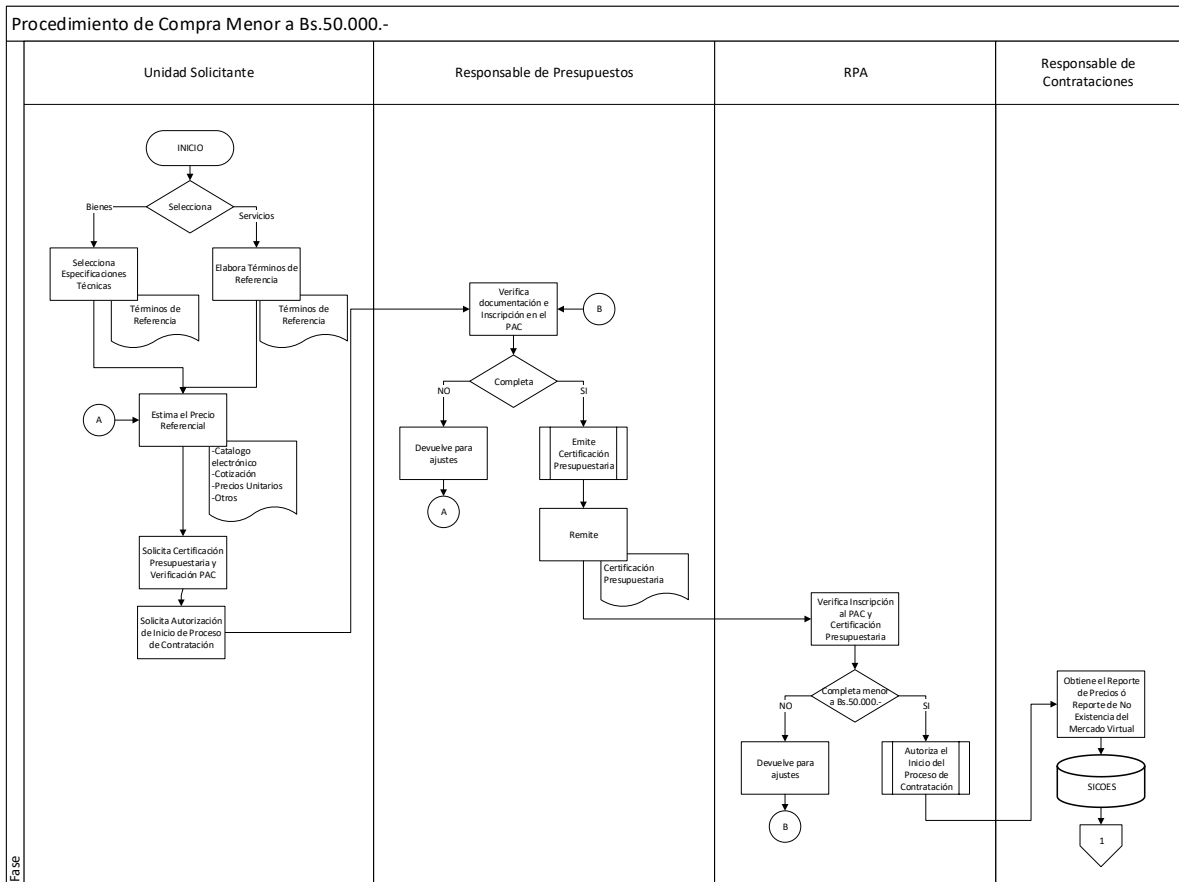 Procedimiento de Compra Menor a Bs.50.000.-
Unidad Solicitante
Responsable de Presupuestos
RPA
Responsable de
Contrataciones
INICIO
Selecciona
Bienes
Servicios
Selecciona
Especificaciones
Técnicas
Términos de
Referencia
Elabora Términos de
Referencia
Términos de
Referencia
A
Estima el Precio
Referencial
-Catalogo
electrónico
-Cotización
-Precios Unitarios
-Otros
Solicita Certificación
Presupuestaria y
Verificación PAC
Solicita Autorización
de Inicio de Proceso
de Contratación
Verifica
documentación e
Inscripción en el
PAC
B
Completa
NO
SI
Devuelve para
ajustes
A
Emite
Certificación
Presupuestaria
Remite
Certificación
Presupuestaria
Verifica Inscripción
al PAC y
Certificación
Presupuestaria
Completa menor
a Bs.50.000.-
NO
SI
Devuelve para
ajustes
B
Autoriza el
Inicio del
Proceso de
Contratación
Obtiene el Reporte
de Precios ó
Reporte de No
Existencia del
Mercado Virtual
SICOES
1
Fase